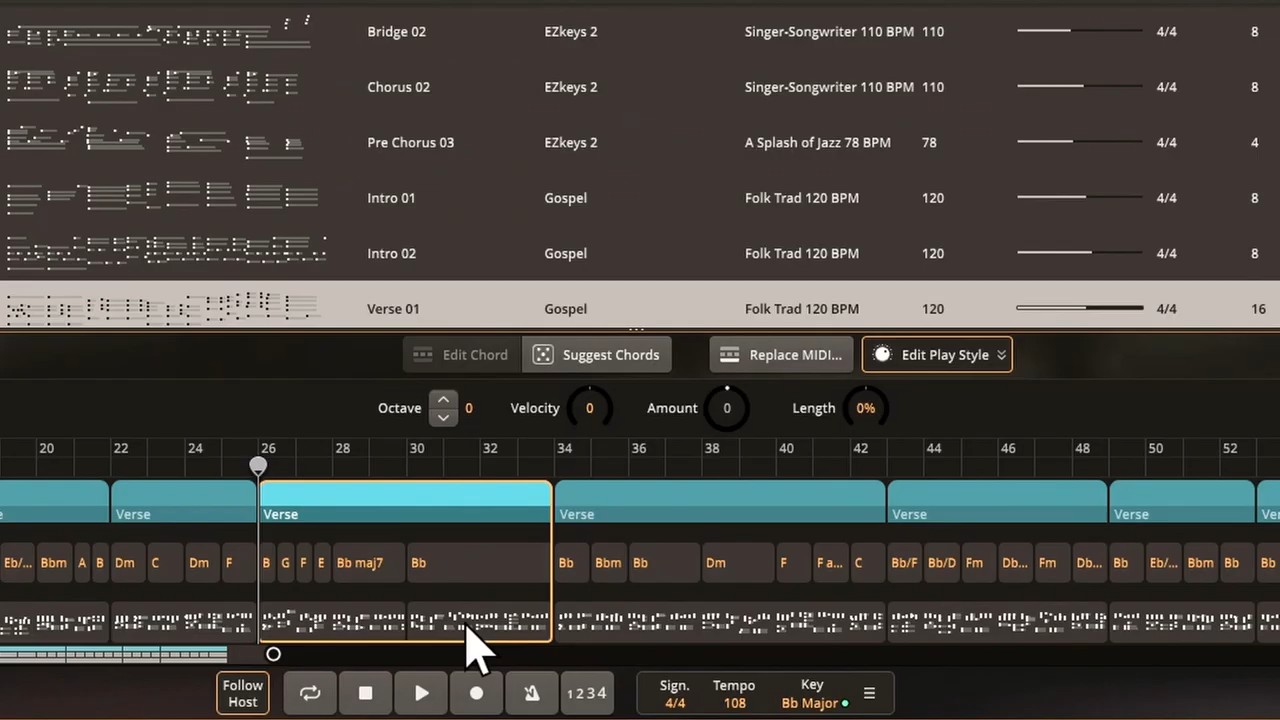 Bridge 02 EZkeys 2 Singer-Songwriter 110 BPM 110 4/4 8
Chorus 02 EZkeys 2 Singer-Songwriter 110 BPM 110 4/4 8
Pre Chorus 03 EZkeys 2 A Splash of Jazz 78 BPM 78 4/4 4
Intro 01 Gospel Folk Trad 120 BPM 120 4/4 8
Intro 02 Gospel Folk Trad 120 BPM 120 4/4 8
Verse 01 Gospel Folk Trad 120 BPM 120 4/4 16
Edit Chord Suggest Chords Replace MIDI... Edit Play Style
Octave 0 Velocity 0 Amount 0 Length 0%
20 22 24 26 28 30 32 34 36 38 40 42 44 46 48 50 52
Verse Verse Verse Verse Verse
Eb/... Bbm A B Dm C Dm F B G F E Bb maj7 Bb Bb Bbm Bb Dm F F a... C Bb/F Bb/D Fm Db... Fm Db... Bb Eb/... Bbm Bb Bb
Follow Host 1 2 3 4 Sign. 4/4 Tempo 108 Key Bb Major